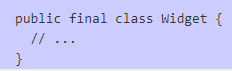 public final class Widget {
  // ...
}